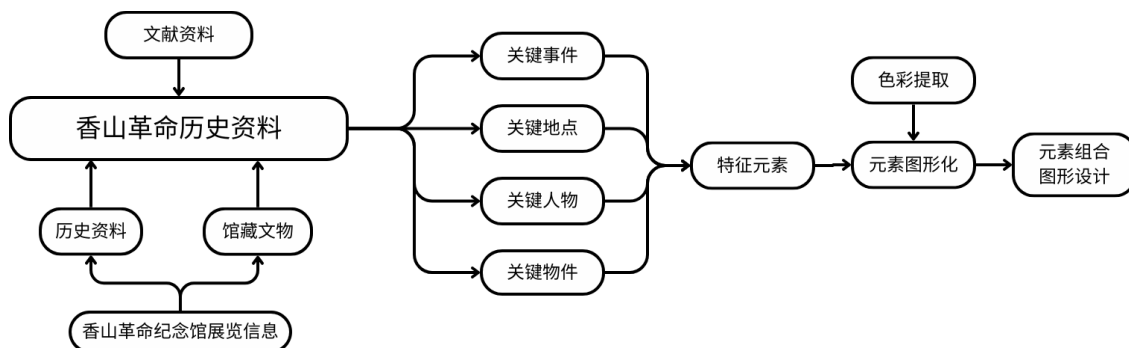 文献资料
香山革命历史资料
历史资料
馆藏文物
香山革命纪念馆展览信息
关键事件
关键地点
关键人物
关键物件
特征元素
色彩提取
元素图形化
元素组合
图形设计